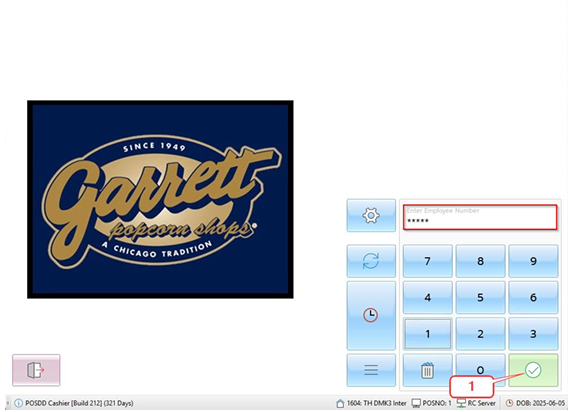 SINCE 1949
Garrett
popcorn shops®
A CHICAGO TRADITION
Enter Employee Number
*****
7 8 9
4 5 6
1 2 3
0
1
POSDD Cashier [Build 212] (321 Days)
1604: TH DMK3 Inter
POSNO: 1
RC Server
DOB: 2025-06-05